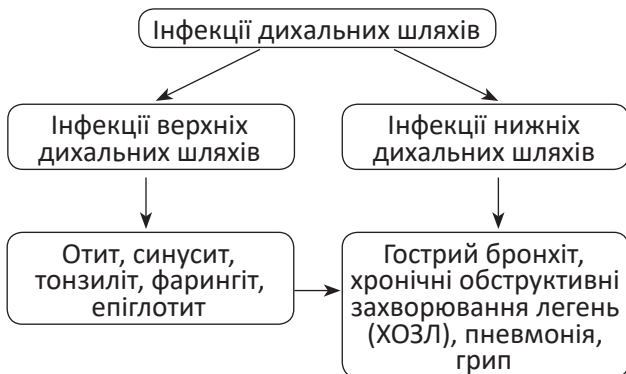 Інфекції дихальних шляхів
Інфекції верхніх
дихальних шляхів
Інфекції нижніх
дихальних шляхів
Отит, синусит,
тонзиліт, фарингіт,
епіглотит
Гострий бронхіт,
хронічні обструктивні
захворювання легень
(ХОЗЛ), пневмонія,
грип